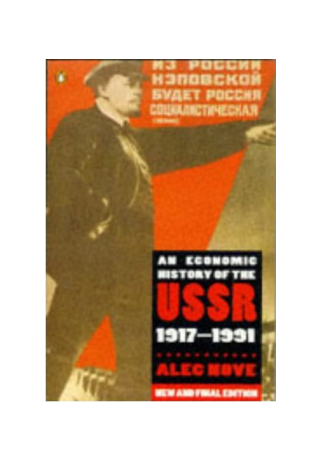 ИЗ РОССИИ
НЭПОВСКОЙ
БУДЕТ РОССИЯ
СОЦИАЛИСТИЧЕСКАЯ
(ЛЕНИН)
AN ECONOMIC
HISTORY OF THE
USSR
1917–1991
ALEC NOVE
NEW AND FINAL EDITION